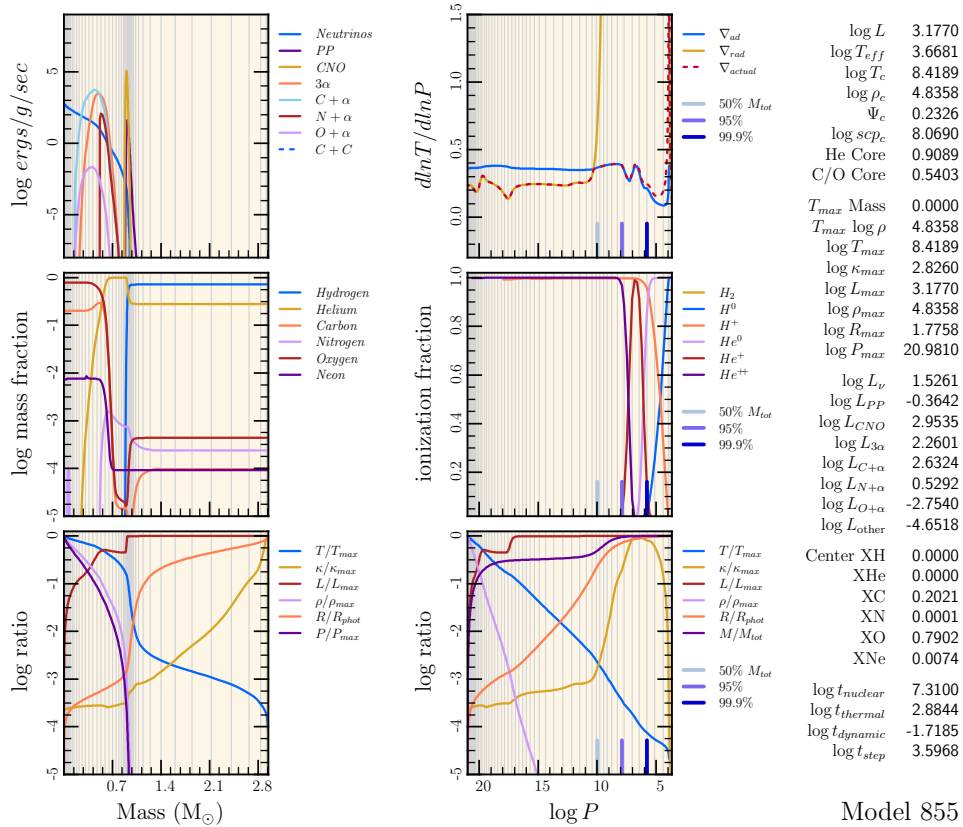 log ergs/g/sec
5
0
-5
Neutrinos
PP
CNO
3α
C + α
N + α
O + α
C + C
dlnT/dlnP
1.5
1.0
0.5
0.0
∇ad
∇rad
∇actual
50% Mtot
95%
99.9%
log L 3.1770
log Teff 3.6681
log Tc 8.4189
log ρc 4.8358
Ψc 0.2326
log scpc 8.0690
He Core 0.9089
C/O Core 0.5403
Tmax Mass 0.0000
Tmax log ρ 4.8358
log Tmax 8.4189
log κmax 2.8260
log Lmax 3.1770
log ρmax 4.8358
log Rmax 1.7758
log Pmax 20.9810
log Lν 1.5261
log LPP -0.3642
log LCNO 2.9535
log L3α 2.2601
log LC+α 2.6324
log LN+α 0.5292
log LO+α -2.7540
log Lother -4.6518
Center XH 0.0000
XHe 0.0000
XC 0.2021
XN 0.0001
XO 0.7902
XNe 0.0074
log tnuclear 7.3100
log tthermal 2.8844
log tdynamic -1.7185
log tstep 3.5968
log mass fraction
0
-1
-2
-3
-4
-5
Hydrogen
Helium
Carbon
Nitrogen
Oxygen
Neon
ionization fraction
1.0
0.8
0.6
0.4
0.2
H2
H0
H+
He0
He+
He++
50% Mtot
95%
99.9%
log ratio
0
-1
-2
-3
-4
-5
0.7 1.4 2.1 2.8
Mass (M⊙)
T/Tmax
κ/κmax
L/Lmax
ρ/ρmax
R/Rphot
P/Pmax
log ratio
0
-1
-2
-3
-4
-5
20 15 10 5
log P
T/Tmax
κ/κmax
L/Lmax
ρ/ρmax
R/Rphot
M/Mtot
50% Mtot
95%
99.9%
Model 855